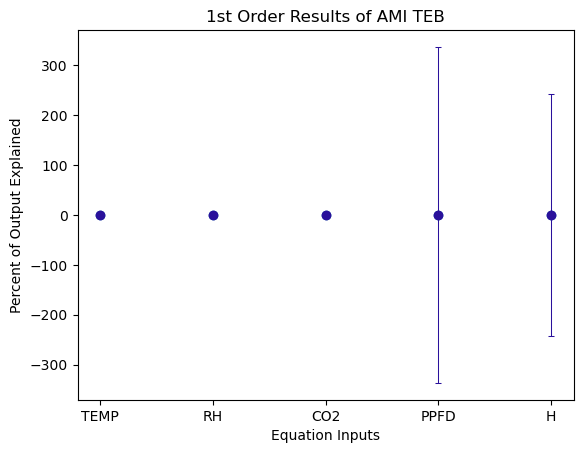 1st Order Results of AMI TEB
Percent of Output Explained
300
200
100
0
−100
−200
−300
TEMP RH CO2 PPFD H
Equation Inputs